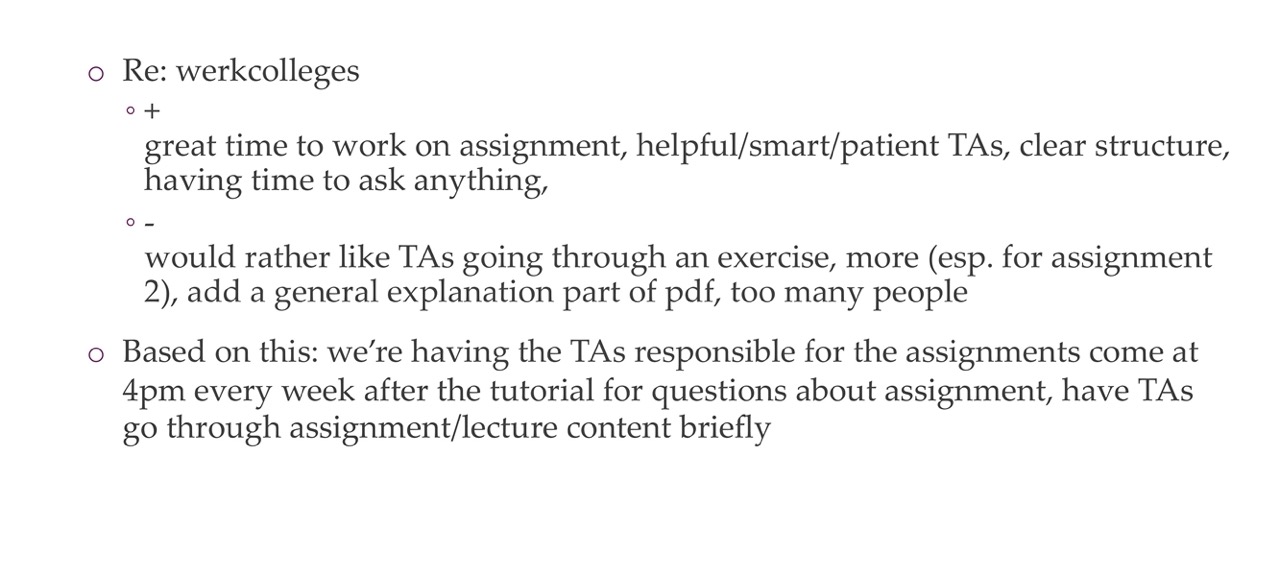 Re: werkcolleges
+
great time to work on assignment, helpful/smart/patient TAs, clear structure,
having time to ask anything,
-
would rather like TAs going through an exercise, more (esp. for assignment
2), add a general explanation part of pdf, too many people
Based on this: we’re having the TAs responsible for the assignments come at
4pm every week after the tutorial for questions about assignment, have TAs
go through assignment/lecture content briefly